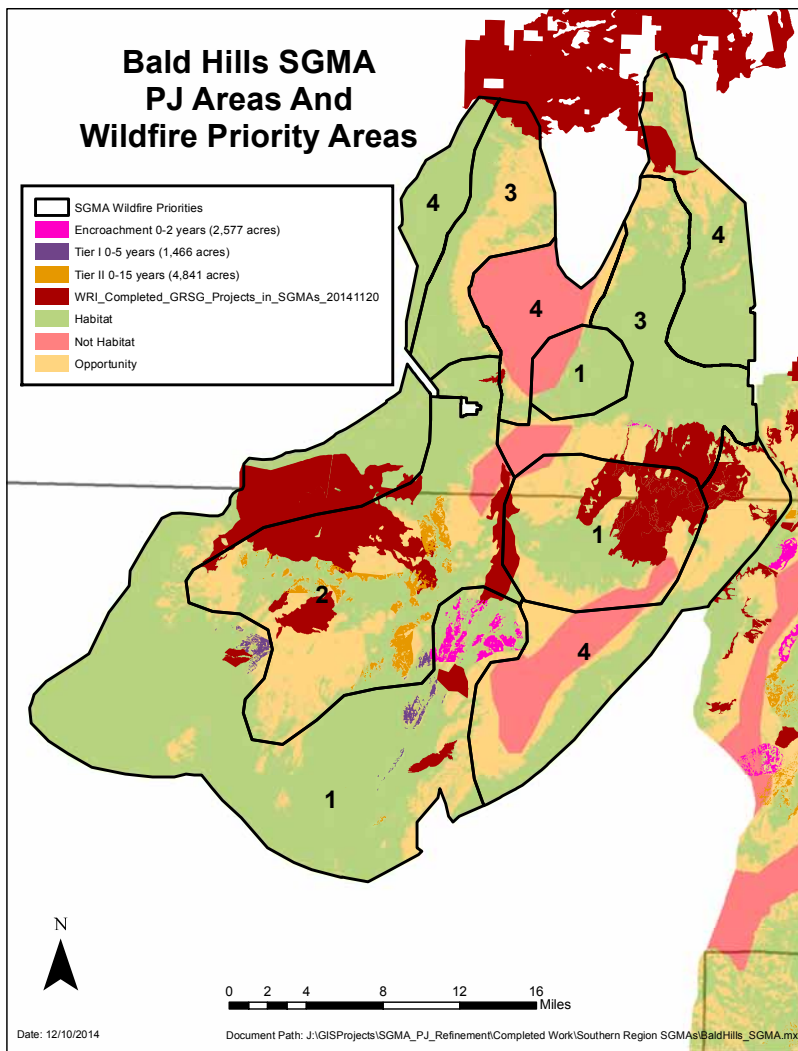 Bald Hills SGMA
PJ Areas And
Wildfire Priority Areas
SGMA Wildfire Priorities
Encroachment 0-2 years (2,577 acres)
Tier I 0-5 years (1,466 acres)
Tier II 0-15 years (4,841 acres)
WRI_Completed_GRSG_Projects_in_SGMAs_20141120
Habitat
Not Habitat
Opportunity
4
3
4
4
3
1
1
2
4
1
N
0 2 4 8 12 16
Miles
Date: 12/10/2014
Document Path: J:\GISProjects\SGMA_PJ_Refinement\Completed Work\Southern Region SGMAs\BaldHills_SGMA.mx